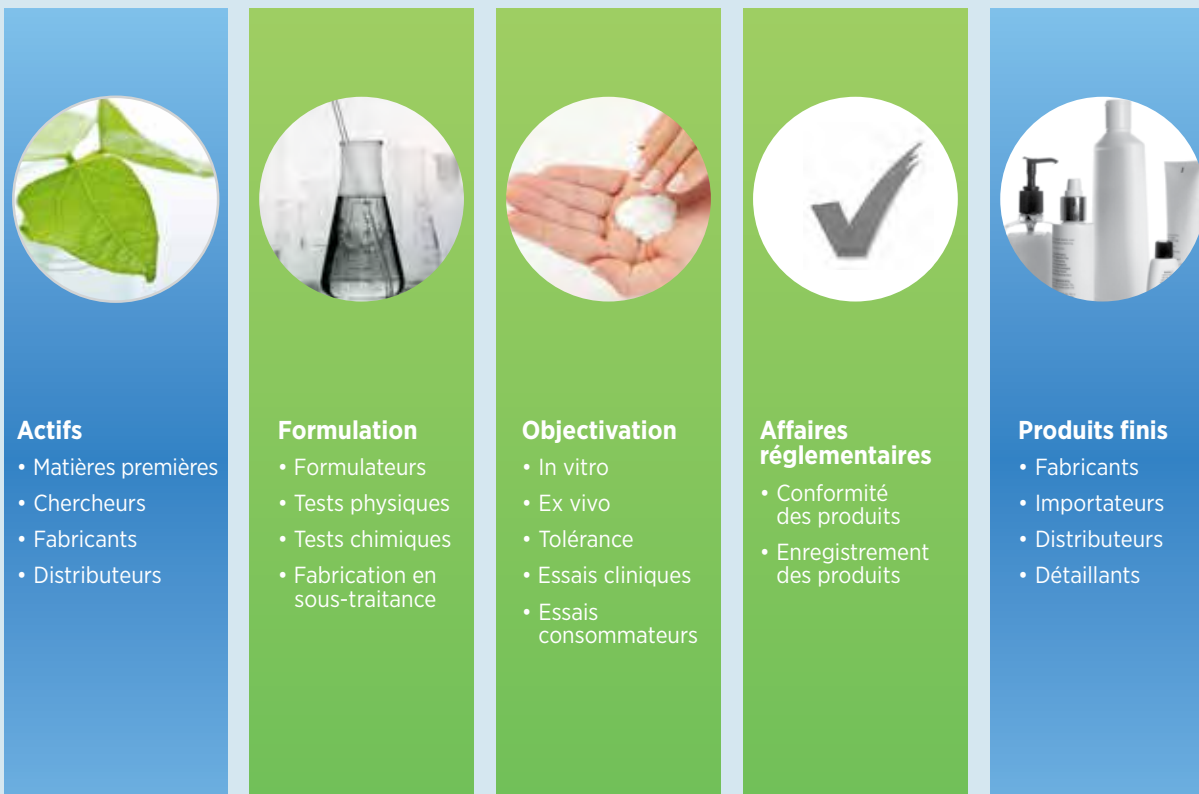 Actifs
• Matières premières
• Chercheurs
• Fabricants
• Distributeurs
Formulation
• Formulateurs
• Tests physiques
• Tests chimiques
• Fabrication en
sous-traitance
Objectivation
• In vitro
• Ex vivo
• Tolérance
• Essais cliniques
• Essais
consommateurs
Affaires
réglementaires
• Conformité
des produits
• Enregistrement
des produits
Produits finis
• Fabricants
• Importateurs
• Distributeurs
• Détaillants